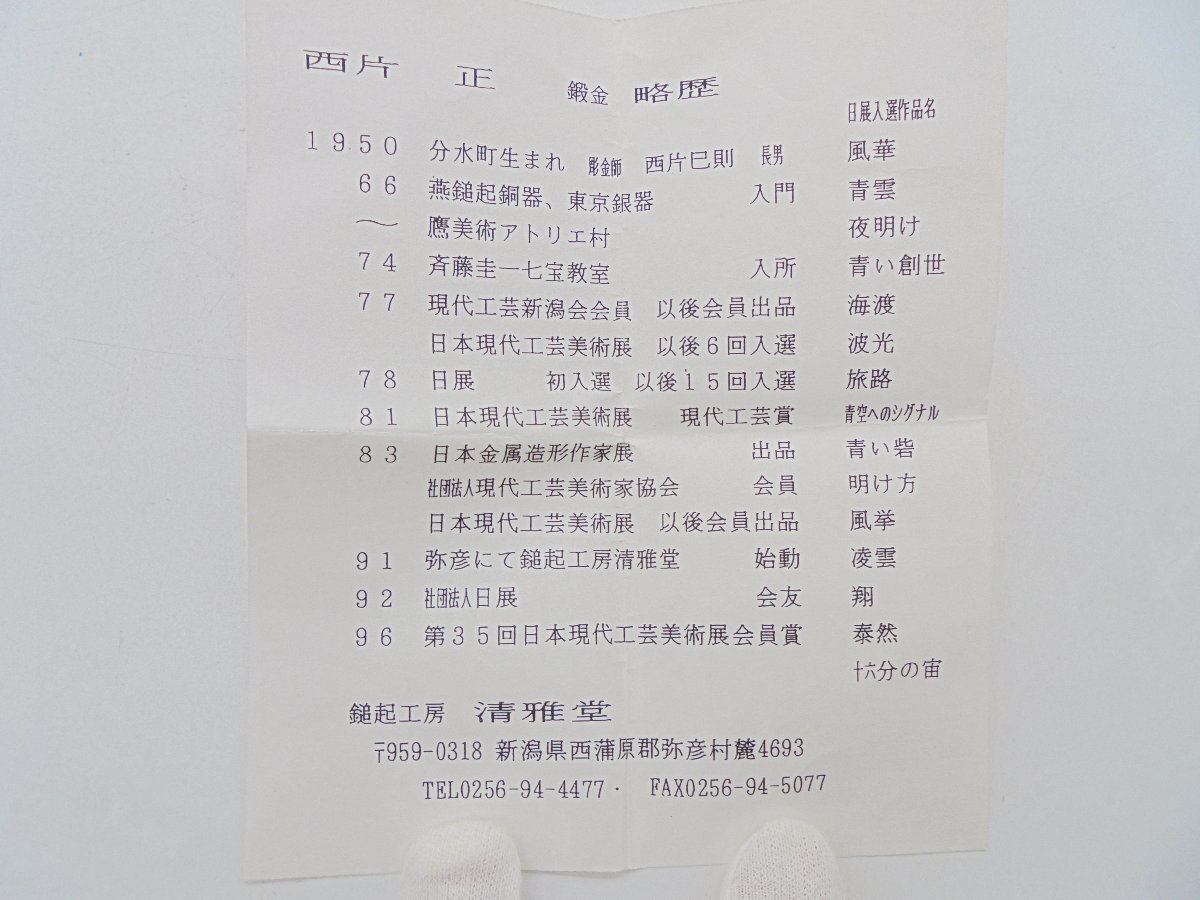 西片 正 鍛金 略歴
日展入選作品名
1950 分水町生まれ 彫金師 西片巳則 長男 風華
66 燕鎚起銅器、東京銀器 入門 青雲
～ 鷹美術アトリエ村 夜明け
74 斉藤圭一七宝教室 入所 青い創世
77 現代工芸新潟会会員 以後会員出品 海渡
日本現代工芸美術展 以後6回入選 波光
78 日展 初入選 以後15回入選 旅路
81 日本現代工芸美術展 現代工芸賞 青空へのシグナル
83 日本金属造形作家展 出品 青い砦
社団法人現代工芸美術家協会 会員 明け方
日本現代工芸美術展 以後会員出品 風挙
91 弥彦にて鎚起工房清雅堂 始動 凌雲
92 社団法人日展 会友 翔
96 第35回日本現代工芸美術展会員賞 泰然
十六分の宙
鎚起工房 清雅堂
〒959-0318 新潟県西蒲原郡弥彦村麓4693
TEL0256-94-4477・ FAX0256-94-5077